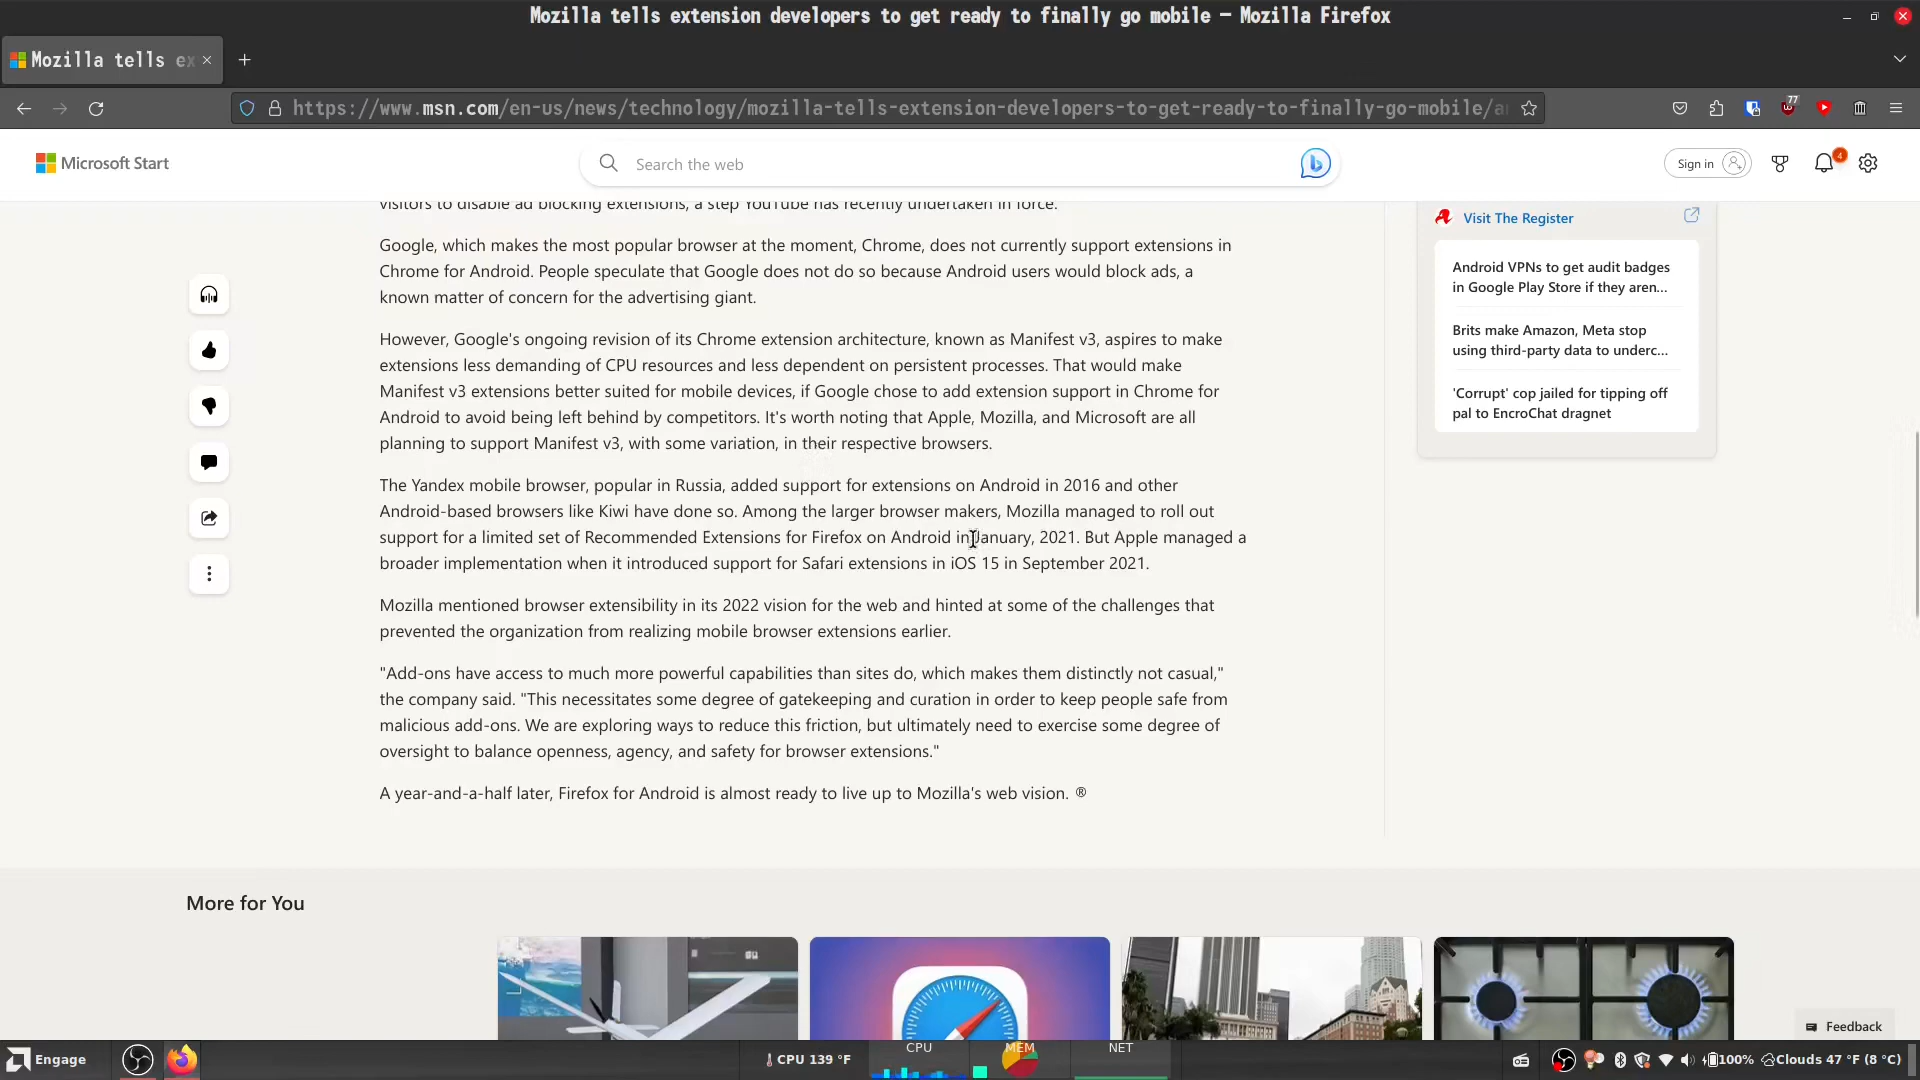 Mozilla tells extension developers to get ready to finally go mobile — Mozilla Firefox
Mozilla tells ex
https://www.msn.com/en-us/news/technology/mozilla-tells-extension-developers-to-get-ready-to-finally-go-mobile/a
77
Microsoft Start
Search the web
Sign in
4
visitors to disable ad blocking extensions, a step YouTube has recently undertaken in force.
Google, which makes the most popular browser at the moment, Chrome, does not currently support extensions in
Chrome for Android. People speculate that Google does not do so because Android users would block ads, a
known matter of concern for the advertising giant.
However, Google's ongoing revision of its Chrome extension architecture, known as Manifest v3, aspires to make
extensions less demanding of CPU resources and less dependent on persistent processes. That would make
Manifest v3 extensions better suited for mobile devices, if Google chose to add extension support in Chrome for
Android to avoid being left behind by competitors. It's worth noting that Apple, Mozilla, and Microsoft are all
planning to support Manifest v3, with some variation, in their respective browsers.
The Yandex mobile browser, popular in Russia, added support for extensions on Android in 2016 and other
Android-based browsers like Kiwi have done so. Among the larger browser makers, Mozilla managed to roll out
support for a limited set of Recommended Extensions for Firefox on Android in January, 2021. But Apple managed a
broader implementation when it introduced support for Safari extensions in iOS 15 in September 2021.
Mozilla mentioned browser extensibility in its 2022 vision for the web and hinted at some of the challenges that
prevented the organization from realizing mobile browser extensions earlier.
"Add-ons have access to much more powerful capabilities than sites do, which makes them distinctly not casual,"
the company said. "This necessitates some degree of gatekeeping and curation in order to keep people safe from
malicious add-ons. We are exploring ways to reduce this friction, but ultimately need to exercise some degree of
oversight to balance openness, agency, and safety for browser extensions."
A year-and-a-half later, Firefox for Android is almost ready to live up to Mozilla's web vision. ®
Visit The Register
Android VPNs to get audit badges
in Google Play Store if they aren...
Brits make Amazon, Meta stop
using third-party data to underc...
'Corrupt' cop jailed for tipping off
pal to EncroChat dragnet
More for You
Feedback
Engage
CPU 139 °F
CPU
MEM
NET
100%
Clouds 47 °F (8 °C)